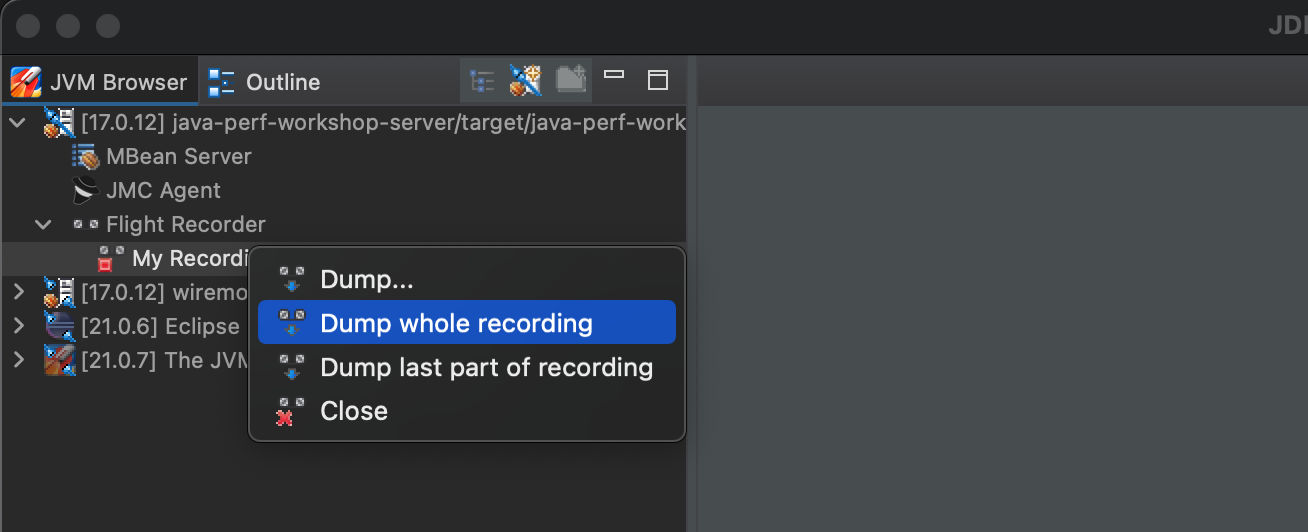 JD
JVM Browser
Outline
[17.0.12] java-perf-workshop-server/target/java-perf-work
MBean Server
JMC Agent
Flight Recorder
My Recordi
[17.0.12] wiremo
[21.0.6] Eclipse
[21.0.7] The JVM
Dump...
Dump whole recording
Dump last part of recording
Close